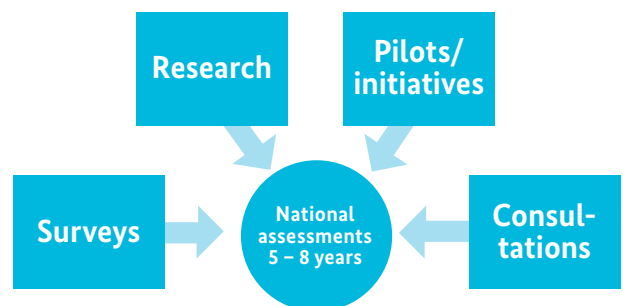 Research
Pilots/
initiatives
Surveys
National
assessments
5 – 8 years
Consul-
tations